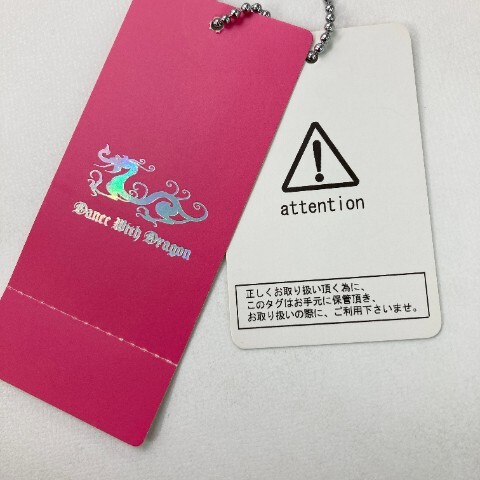 Dance With Dragon
attention
正しくお取り扱い頂く為に、
このタグはお手元に保管頂き、
お取り扱いの際に、ご利用下さいませ。